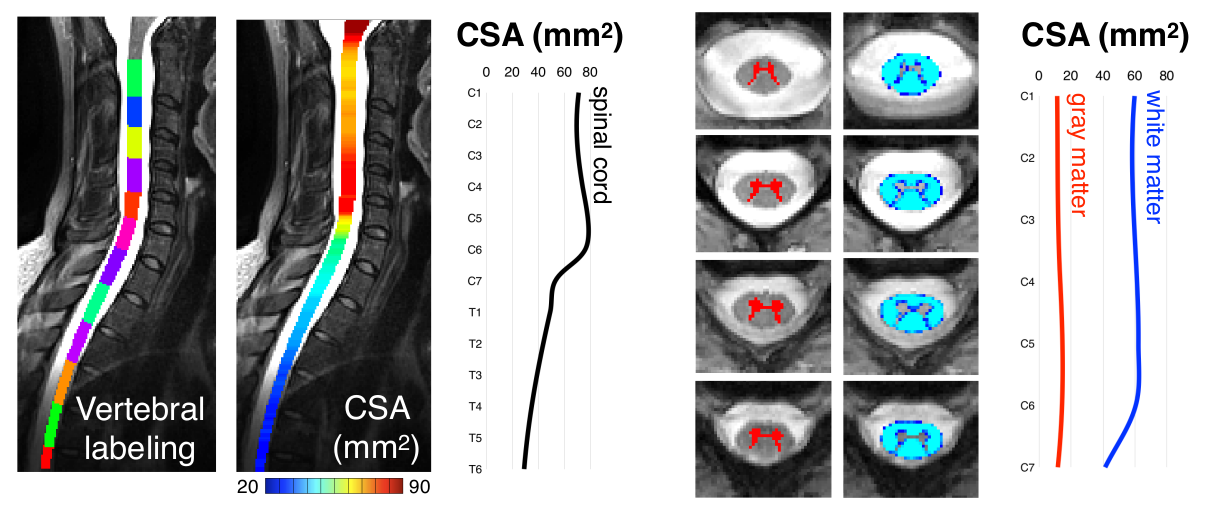 Vertebral
labeling
CSA
(mm²)
20 90
CSA (mm²)
0 20 40 60 80
C1
C2
C3
C4
C5
C6
C7
T1
T2
T3
T4
T5
T6
spinal cord
CSA (mm²)
0 20 40 60 80
C1
C2
C3
C4
C5
C6
C7
gray matter
white matter